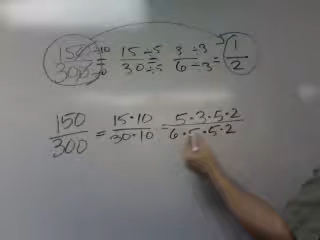 150÷10/300÷10 = 15÷5/30÷5 = 3÷3/6÷3 = 1/2
150/300 = 15·10/30·10 = 5·3·5·2/6·5·5·2